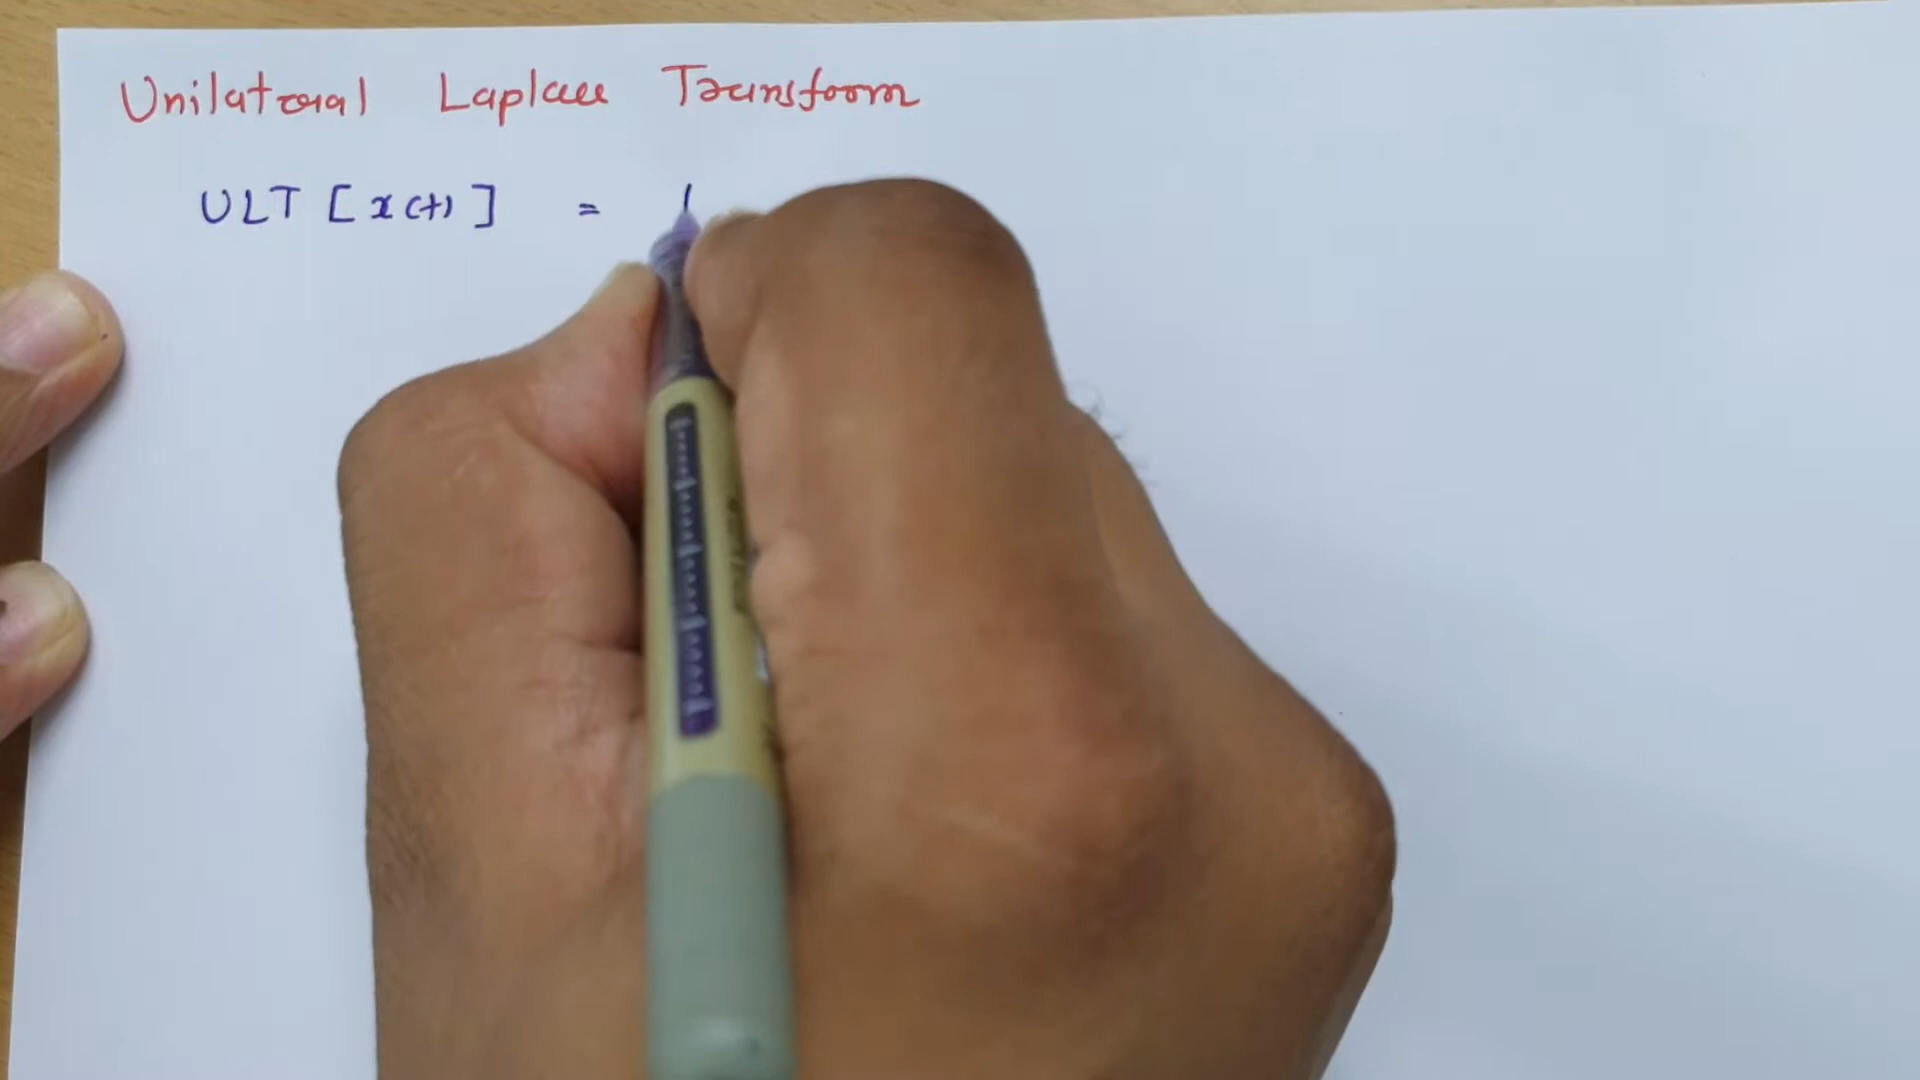 Unilateral Laplace Transform
ULT [x(t)] =